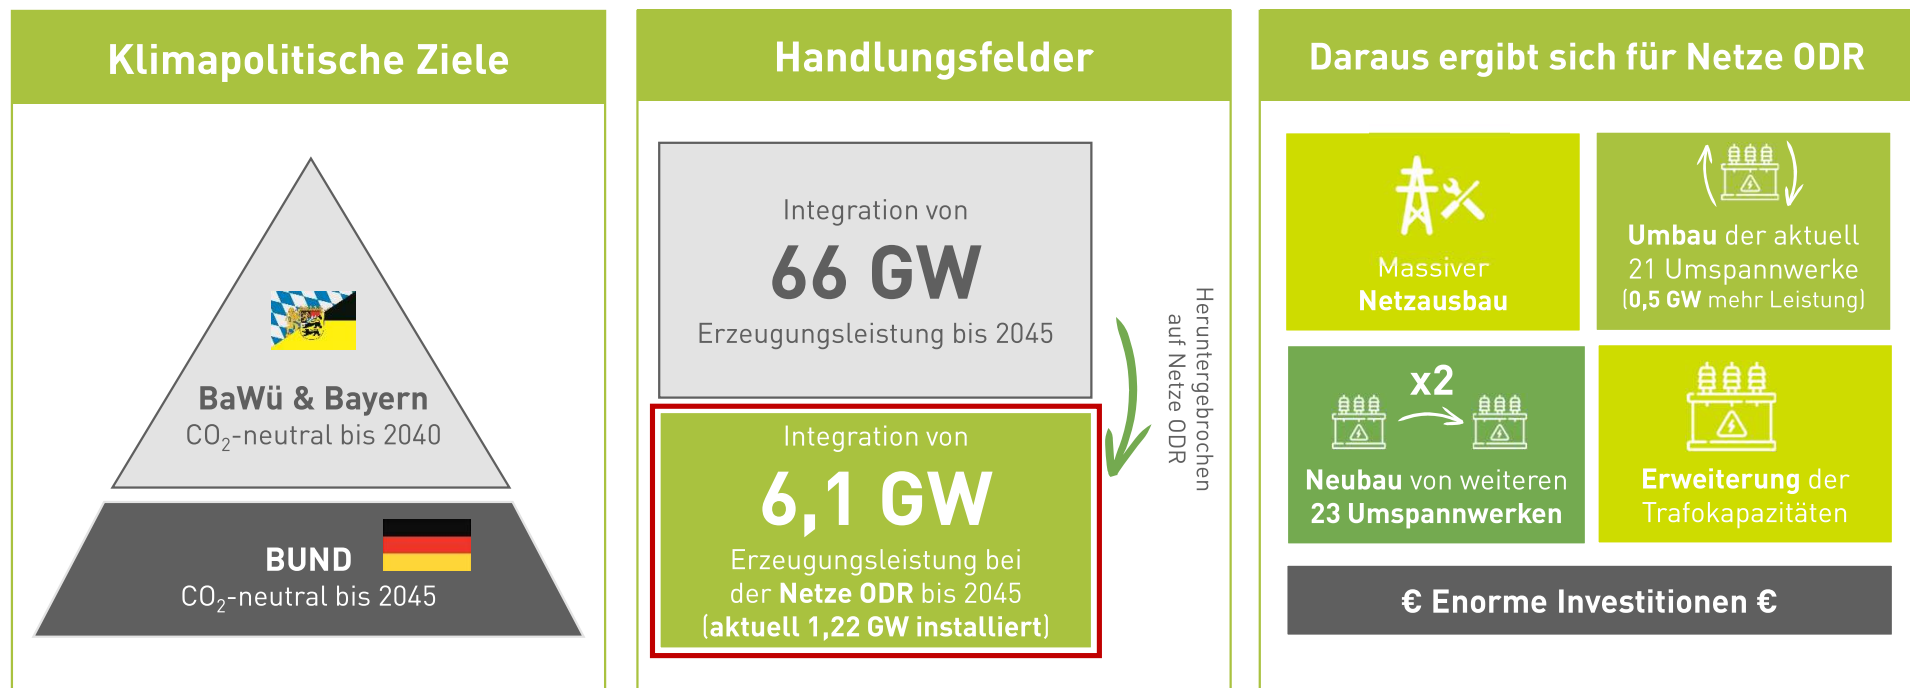 Klimapolitische Ziele
BaWü & Bayern
CO₂-neutral bis 2040
BUND
CO₂-neutral bis 2045
Handlungsfelder
Integration von
66 GW
Erzeugungsleistung bis 2045
Heruntergebrochen
auf Netze ODR
Integration von
6,1 GW
Erzeugungsleistung bei
der Netze ODR bis 2045
(aktuell 1,22 GW installiert)
Daraus ergibt sich für Netze ODR
Massiver
Netzausbau
Umbau der aktuell
21 Umspannwerke
(0,5 GW mehr Leistung)
x2
Neubau von weiteren
23 Umspannwerken
Erweiterung der
Trafokapazitäten
€ Enorme Investitionen €